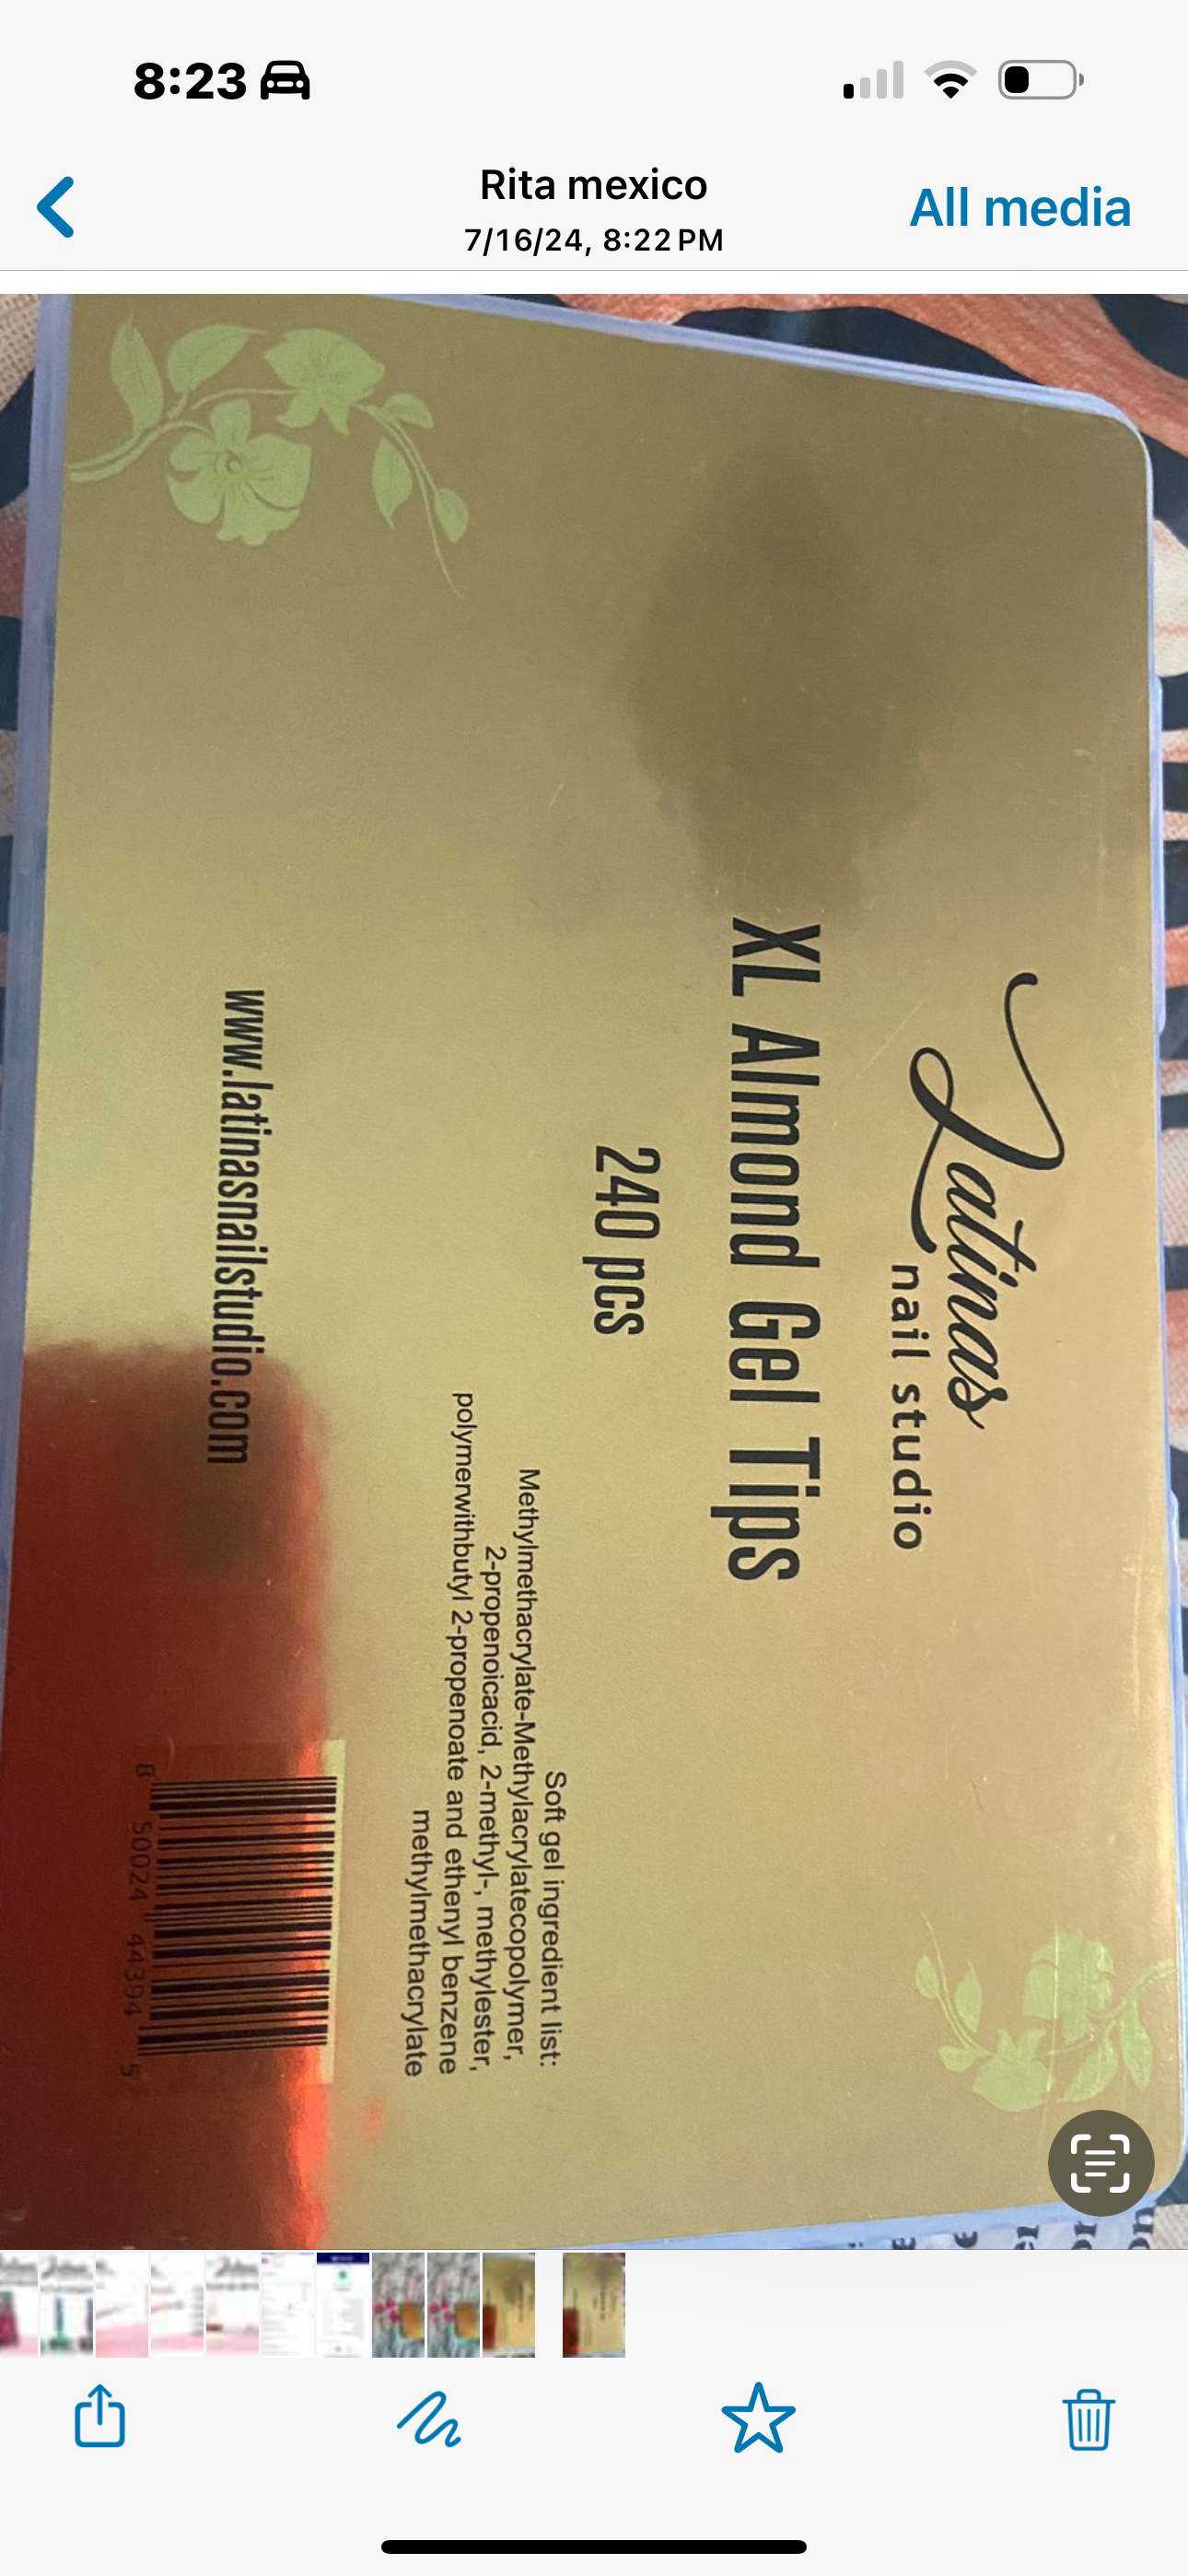 8:23
Rita mexico
7/16/24, 8:22 PM
All media
Latinas
nail studio
XL Almond Gel Tips
240 pcs
Soft gel ingredient list:
Methylmethacrylate-Methylacrylatecopolymer,
2-propenoicacid, 2-methyl-, methylester,
polymerwithbutyl 2-propenoate and ethenyl benzene
methylmethacrylate
www.latinasnailstudio.com
8 50024 44394 5